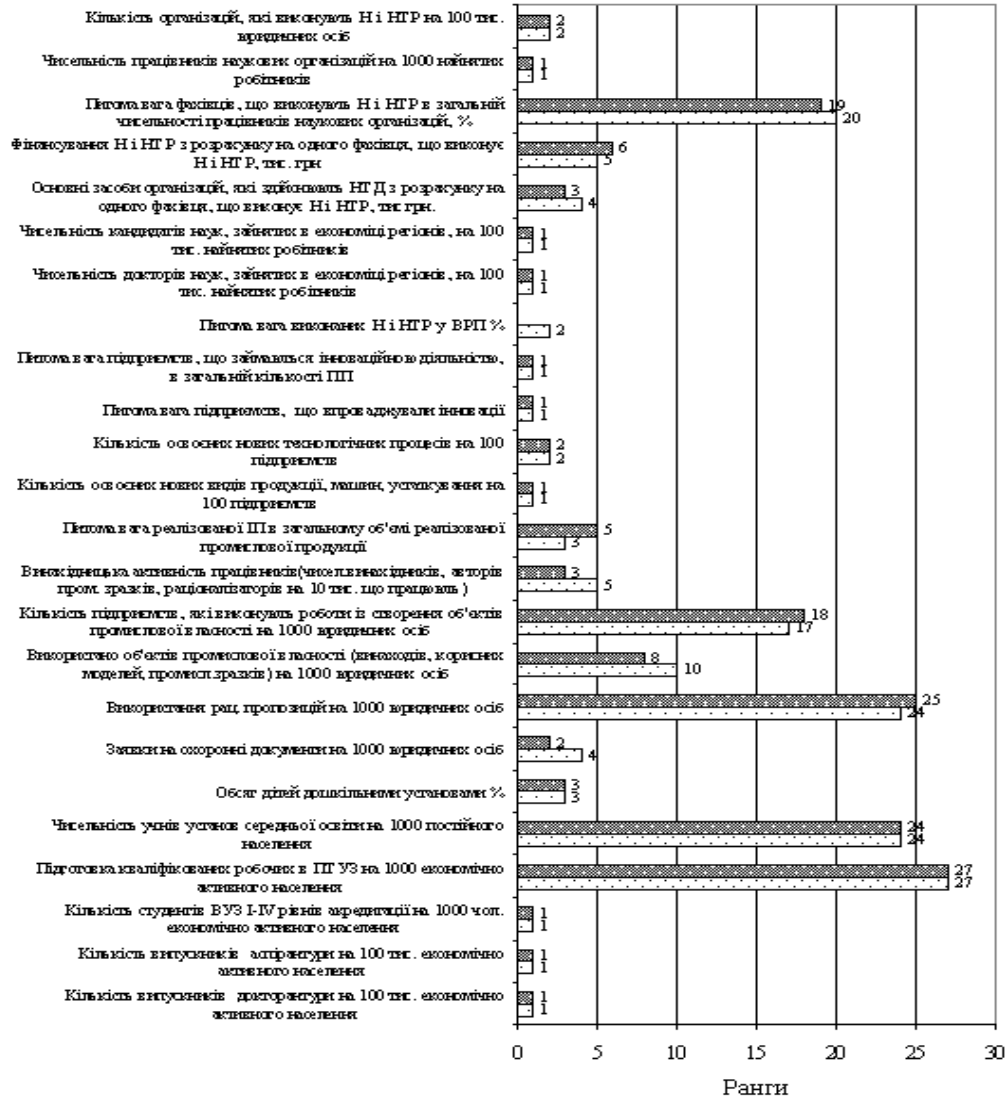 Кількість організацій, які виконують Н і НТР на 100 тис.
юридичних осіб
2
2
Чисельність працівників наукових організацій на 1000 найнятих
робітників
1
1
Питома вага фахівців, що виконують Н і НТР в загальній
чисельності працівників наукових організацій, %
19
20
Фінансування Н і НТР з розрахунку на одного фахівця, що виконує
Н і НТР, тис. грн
6
5
Основні засоби організацій, які здійснюють НТД з розрахунку на
одного фахівця, що виконує Н і НТР, тис грн.
3
4
Чисельність кандидатів наук, зайнятих в економіці регіонів, на 100
тис. найнятих робітників
1
1
Чисельність докторів наук, зайнятих в економіці регіонів, на 100
тис. найнятих робітників
1
1
Питома вага виконаних Н і НТР у ВРП %
2
Питома вага підприємств, що займаються інноваційною діяльністю,
в загальній кількості ПП
1
1
Питома вага підприємств, що впроваджували інновації
1
1
Кількість освоєних нових технологічних процесів на 100
підприємств
2
2
Кількість освоєних нових видів продукції, машин, устаткування на
100 підприємств
1
1
Питома вага реалізованої ІП в загальному об'ємі реалізованої
промислової продукції
5
3
Винахідницька активність працівників(чисел.винахідників, авторів
пром. зразків, раціоналізаторів на 10 тис. що працюють)
3
5
Кількість підприємств, які виконують роботи із створення об'єктів
промислової власності на 1000 юридичних осіб
18
17
Використано об'єктів промислової власності (винаходів, корисних
моделей, промисл.зразків) на 1000 юридичних осіб
8
10
Використання рац. пропозицій на 1000 юридичних осіб
25
24
Заявки на охоронні документи на 1000 юридичних осіб
2
4
Обсяг дітей дошкільними установами %
3
3
Чисельність учнів установ середньої освіти на 1000 постійного
населення
24
24
Підготовка кваліфікованих робочих в ПТУЗ на 1000 економічно
активного населення
27
27
Кількість студентів ВУЗ I-IV рівнів акредитації на 1000 чол.
економічно активного населення
1
1
Кількість випускників аспірантури на 100 тис. економічно
активного населення
1
1
Кількість випускників докторантури на 100 тис. економічно
активного населення
1
1
0 5 10 15 20 25 30
Ранги